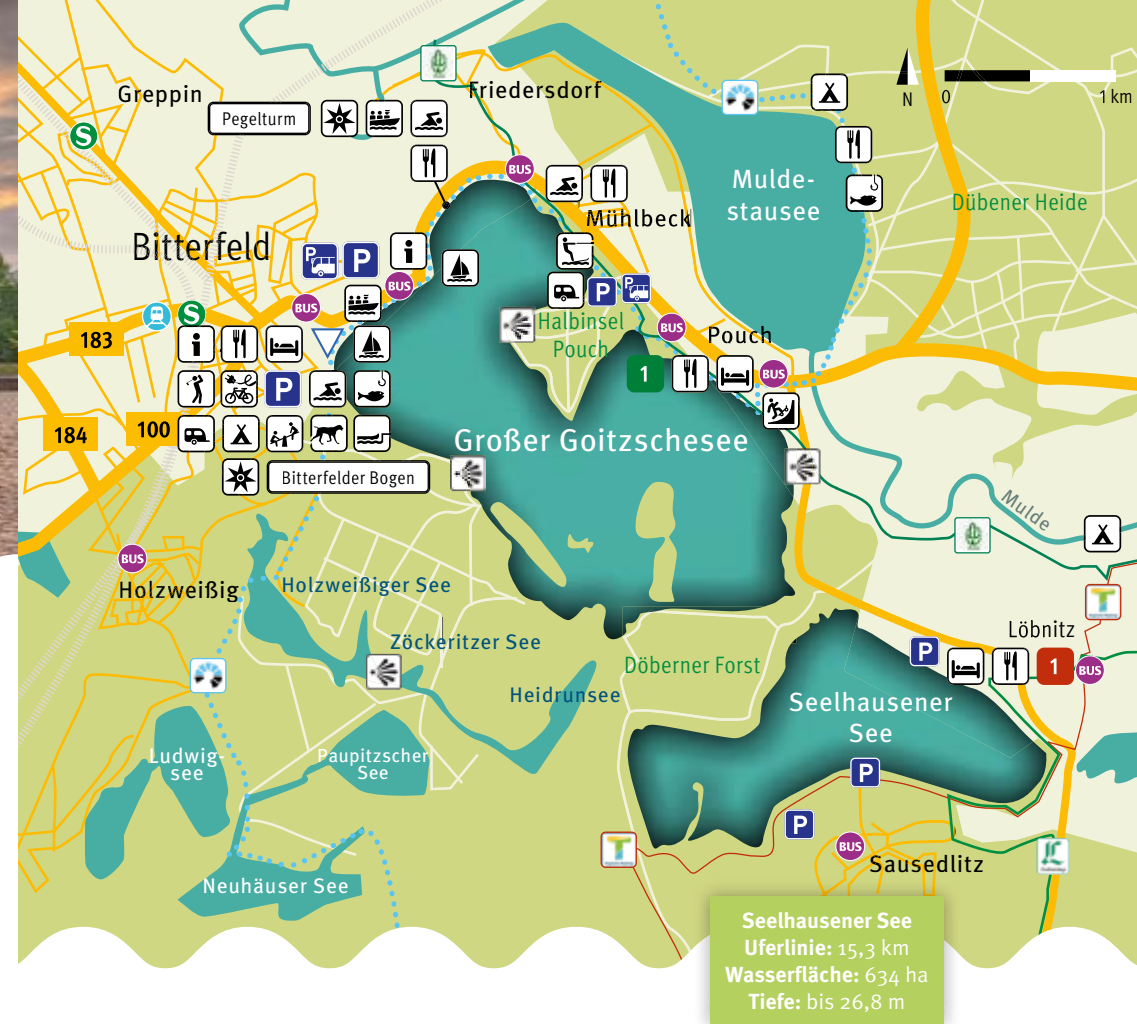 Greppin
Friedersdorf
Pegelturm
N
0
1 km
S
BUS
Mulde-
stausee
Dübener Heide
Mühlbeck
Bitterfeld
P
P
i
BUS
P
P
Halbinsel
Pouch
BUS
S
BUS
183
i
BUS
Pouch
1
BUS
P
184
100
Großer Goitzschesee
Bitterfelder Bogen
Mulde
BUS
Holzweißig
Holzweißiger See
T
Zöckeritzer See
Löbnitz
Döberner Forst
P
1
BUS
Heidrunsee
Seelhausener
See
Ludwig-
see
Paupitzscher
See
P
P
T
BUS
Sausedlitz
L
Neuhäuser See
Seelhausener See
Uferlinie: 15,3 km
Wasserfläche: 634 ha
Tiefe: bis 26,8 m